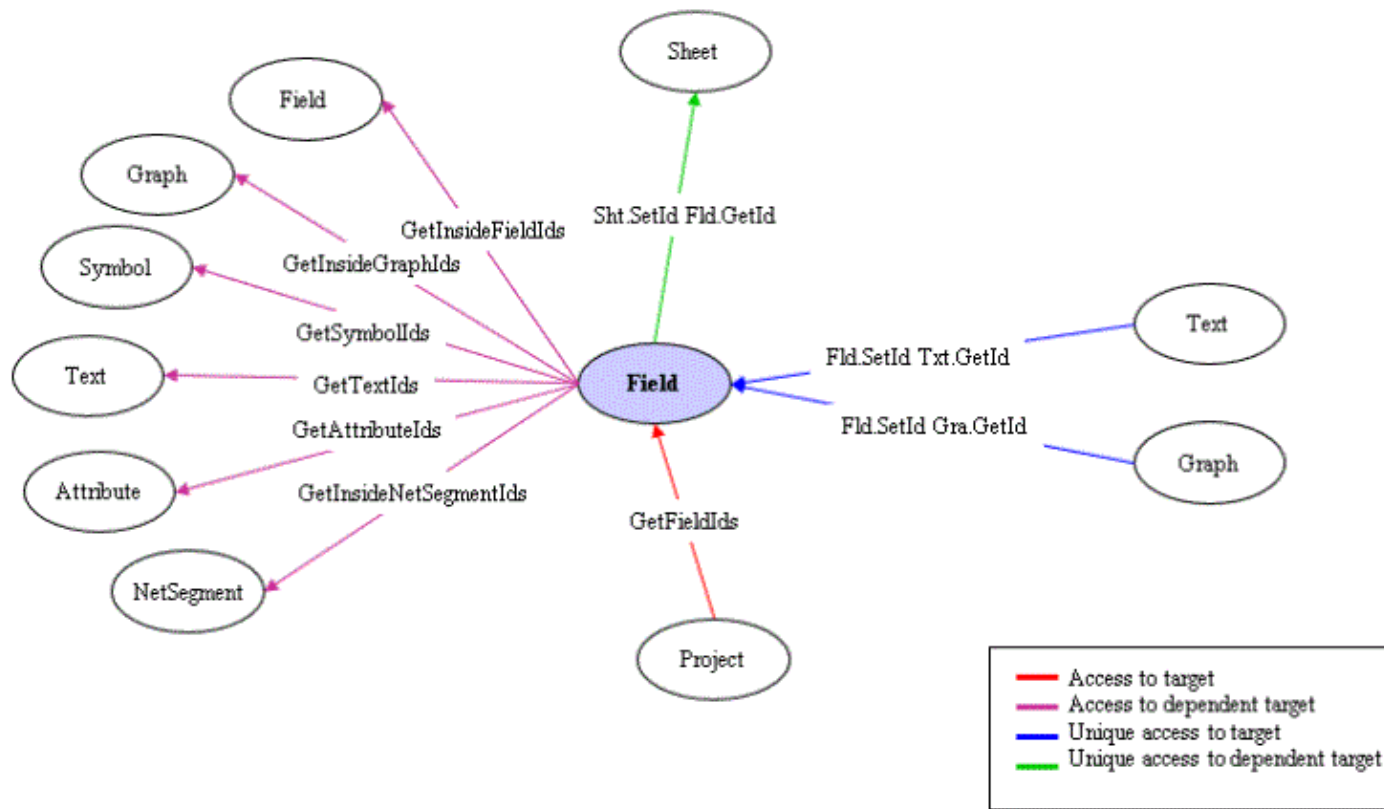 Sheet
Field
Graph
Sht.SetId Fld.GetId
GetInsideFieldIds
GetInsideGraphIds
Symbol
Text
GetSymbolIds
Fld.SetId Txt.GetId
Text
GetTextIds
Field
Fld.SetId Gra.GetId
GetAttributeIds
Graph
Attribute
GetInsideNetSegmentIds
GetFieldIds
NetSegment
Project
Access to target
Access to dependent target
Unique access to target
Unique access to dependent target